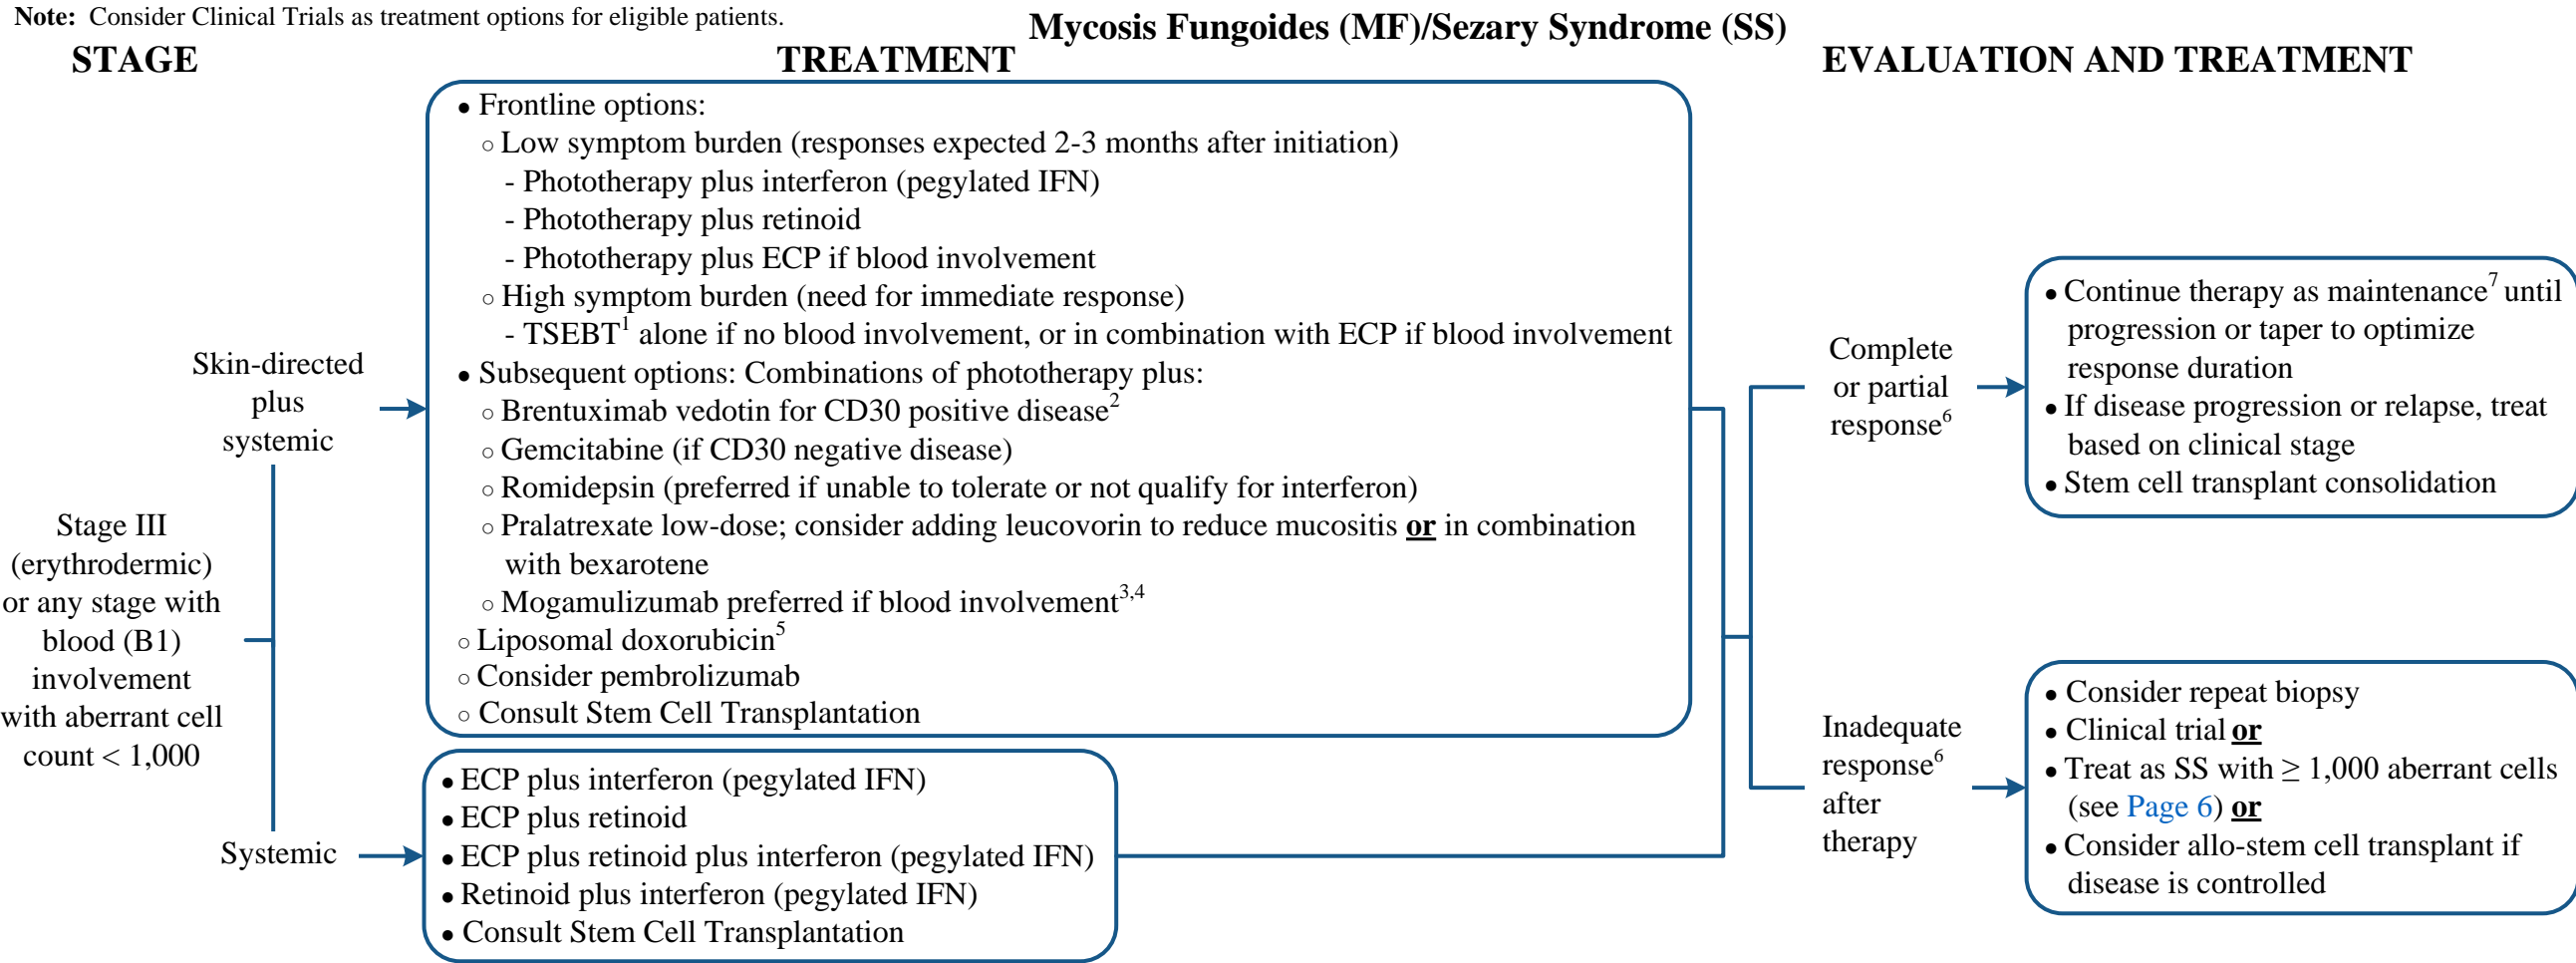 Note: Consider Clinical Trials as treatment options for eligible patients.
Mycosis Fungoides (MF)/Sezary Syndrome (SS)
STAGE
TREATMENT
EVALUATION AND TREATMENT
Stage III
(erythrodermic)
or any stage with
blood (B1)
involvement
with aberrant cell
count < 1,000
Skin-directed
plus
systemic
● Frontline options:
○ Low symptom burden (responses expected 2-3 months after initiation)
- Phototherapy plus interferon (pegylated IFN)
- Phototherapy plus retinoid
- Phototherapy plus ECP if blood involvement
○ High symptom burden (need for immediate response)
- TSEBT¹ alone if no blood involvement, or in combination with ECP if blood involvement
● Subsequent options: Combinations of phototherapy plus:
○ Brentuximab vedotin for CD30 positive disease²
○ Gemcitabine (if CD30 negative disease)
○ Romidepsin (preferred if unable to tolerate or not qualify for interferon)
○ Pralatrexate low-dose; consider adding leucovorin to reduce mucositis or in combination
with bexarotene
○ Mogamulizumab preferred if blood involvement³,⁴
○ Liposomal doxorubicin⁵
○ Consider pembrolizumab
○ Consult Stem Cell Transplantation
Systemic
● ECP plus interferon (pegylated IFN)
● ECP plus retinoid
● ECP plus retinoid plus interferon (pegylated IFN)
● Retinoid plus interferon (pegylated IFN)
● Consult Stem Cell Transplantation
Complete
or partial
response⁶
● Continue therapy as maintenance⁷ until
progression or taper to optimize
response duration
● If disease progression or relapse, treat
based on clinical stage
● Stem cell transplant consolidation
Inadequate
response⁶
after
therapy
● Consider repeat biopsy
● Clinical trial or
● Treat as SS with ≥ 1,000 aberrant cells
(see Page 6) or
● Consider allo-stem cell transplant if
disease is controlled